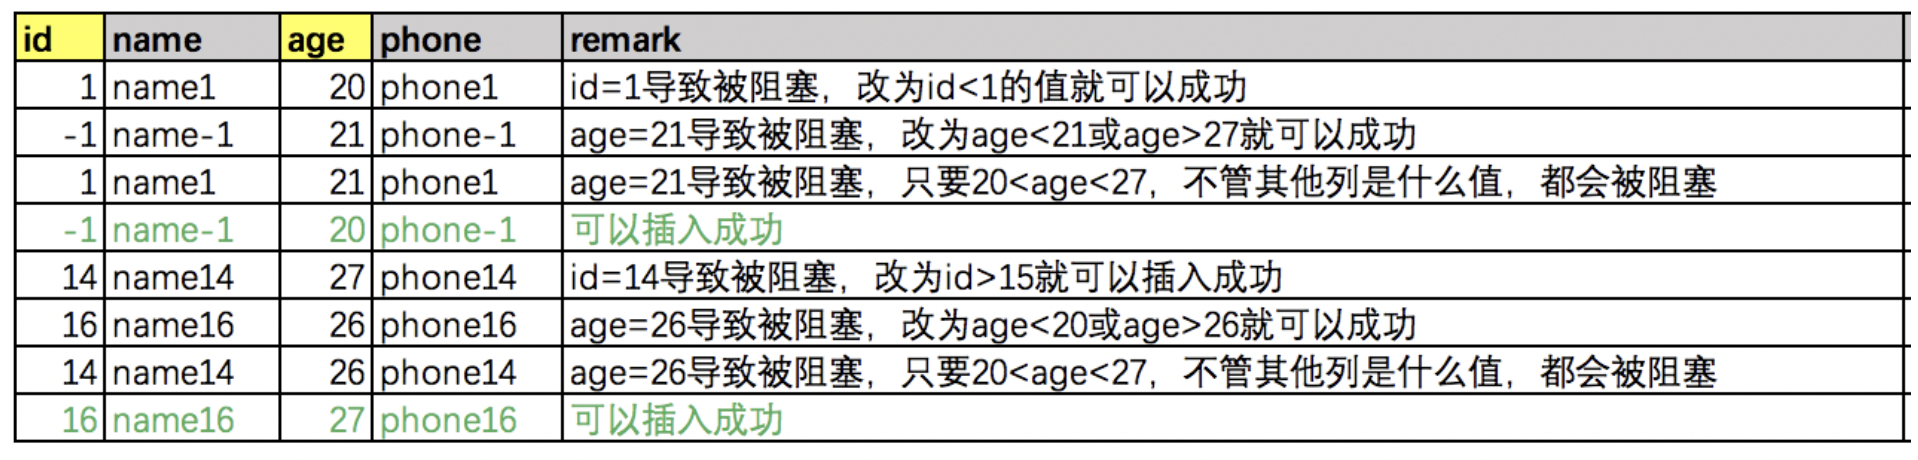 id name age phone remark
1 name1 20 phone1 id=1导致被阻塞，改为id<1的值就可以成功
-1 name-1 21 phone-1 age=21导致被阻塞，改为age<21或age>27就可以成功
1 name1 21 phone1 age=21导致被阻塞，只要20<age<27，不管其他列是什么值，都会被阻塞
-1 name-1 20 phone-1 可以插入成功
14 name14 27 phone14 id=14导致被阻塞，改为id>15就可以插入成功
16 name16 26 phone16 age=26导致被阻塞，改为age<20或age>26就可以成功
14 name14 26 phone14 age=26导致被阻塞，只要20<age<27，不管其他列是什么值，都会被阻塞
16 name16 27 phone16 可以插入成功